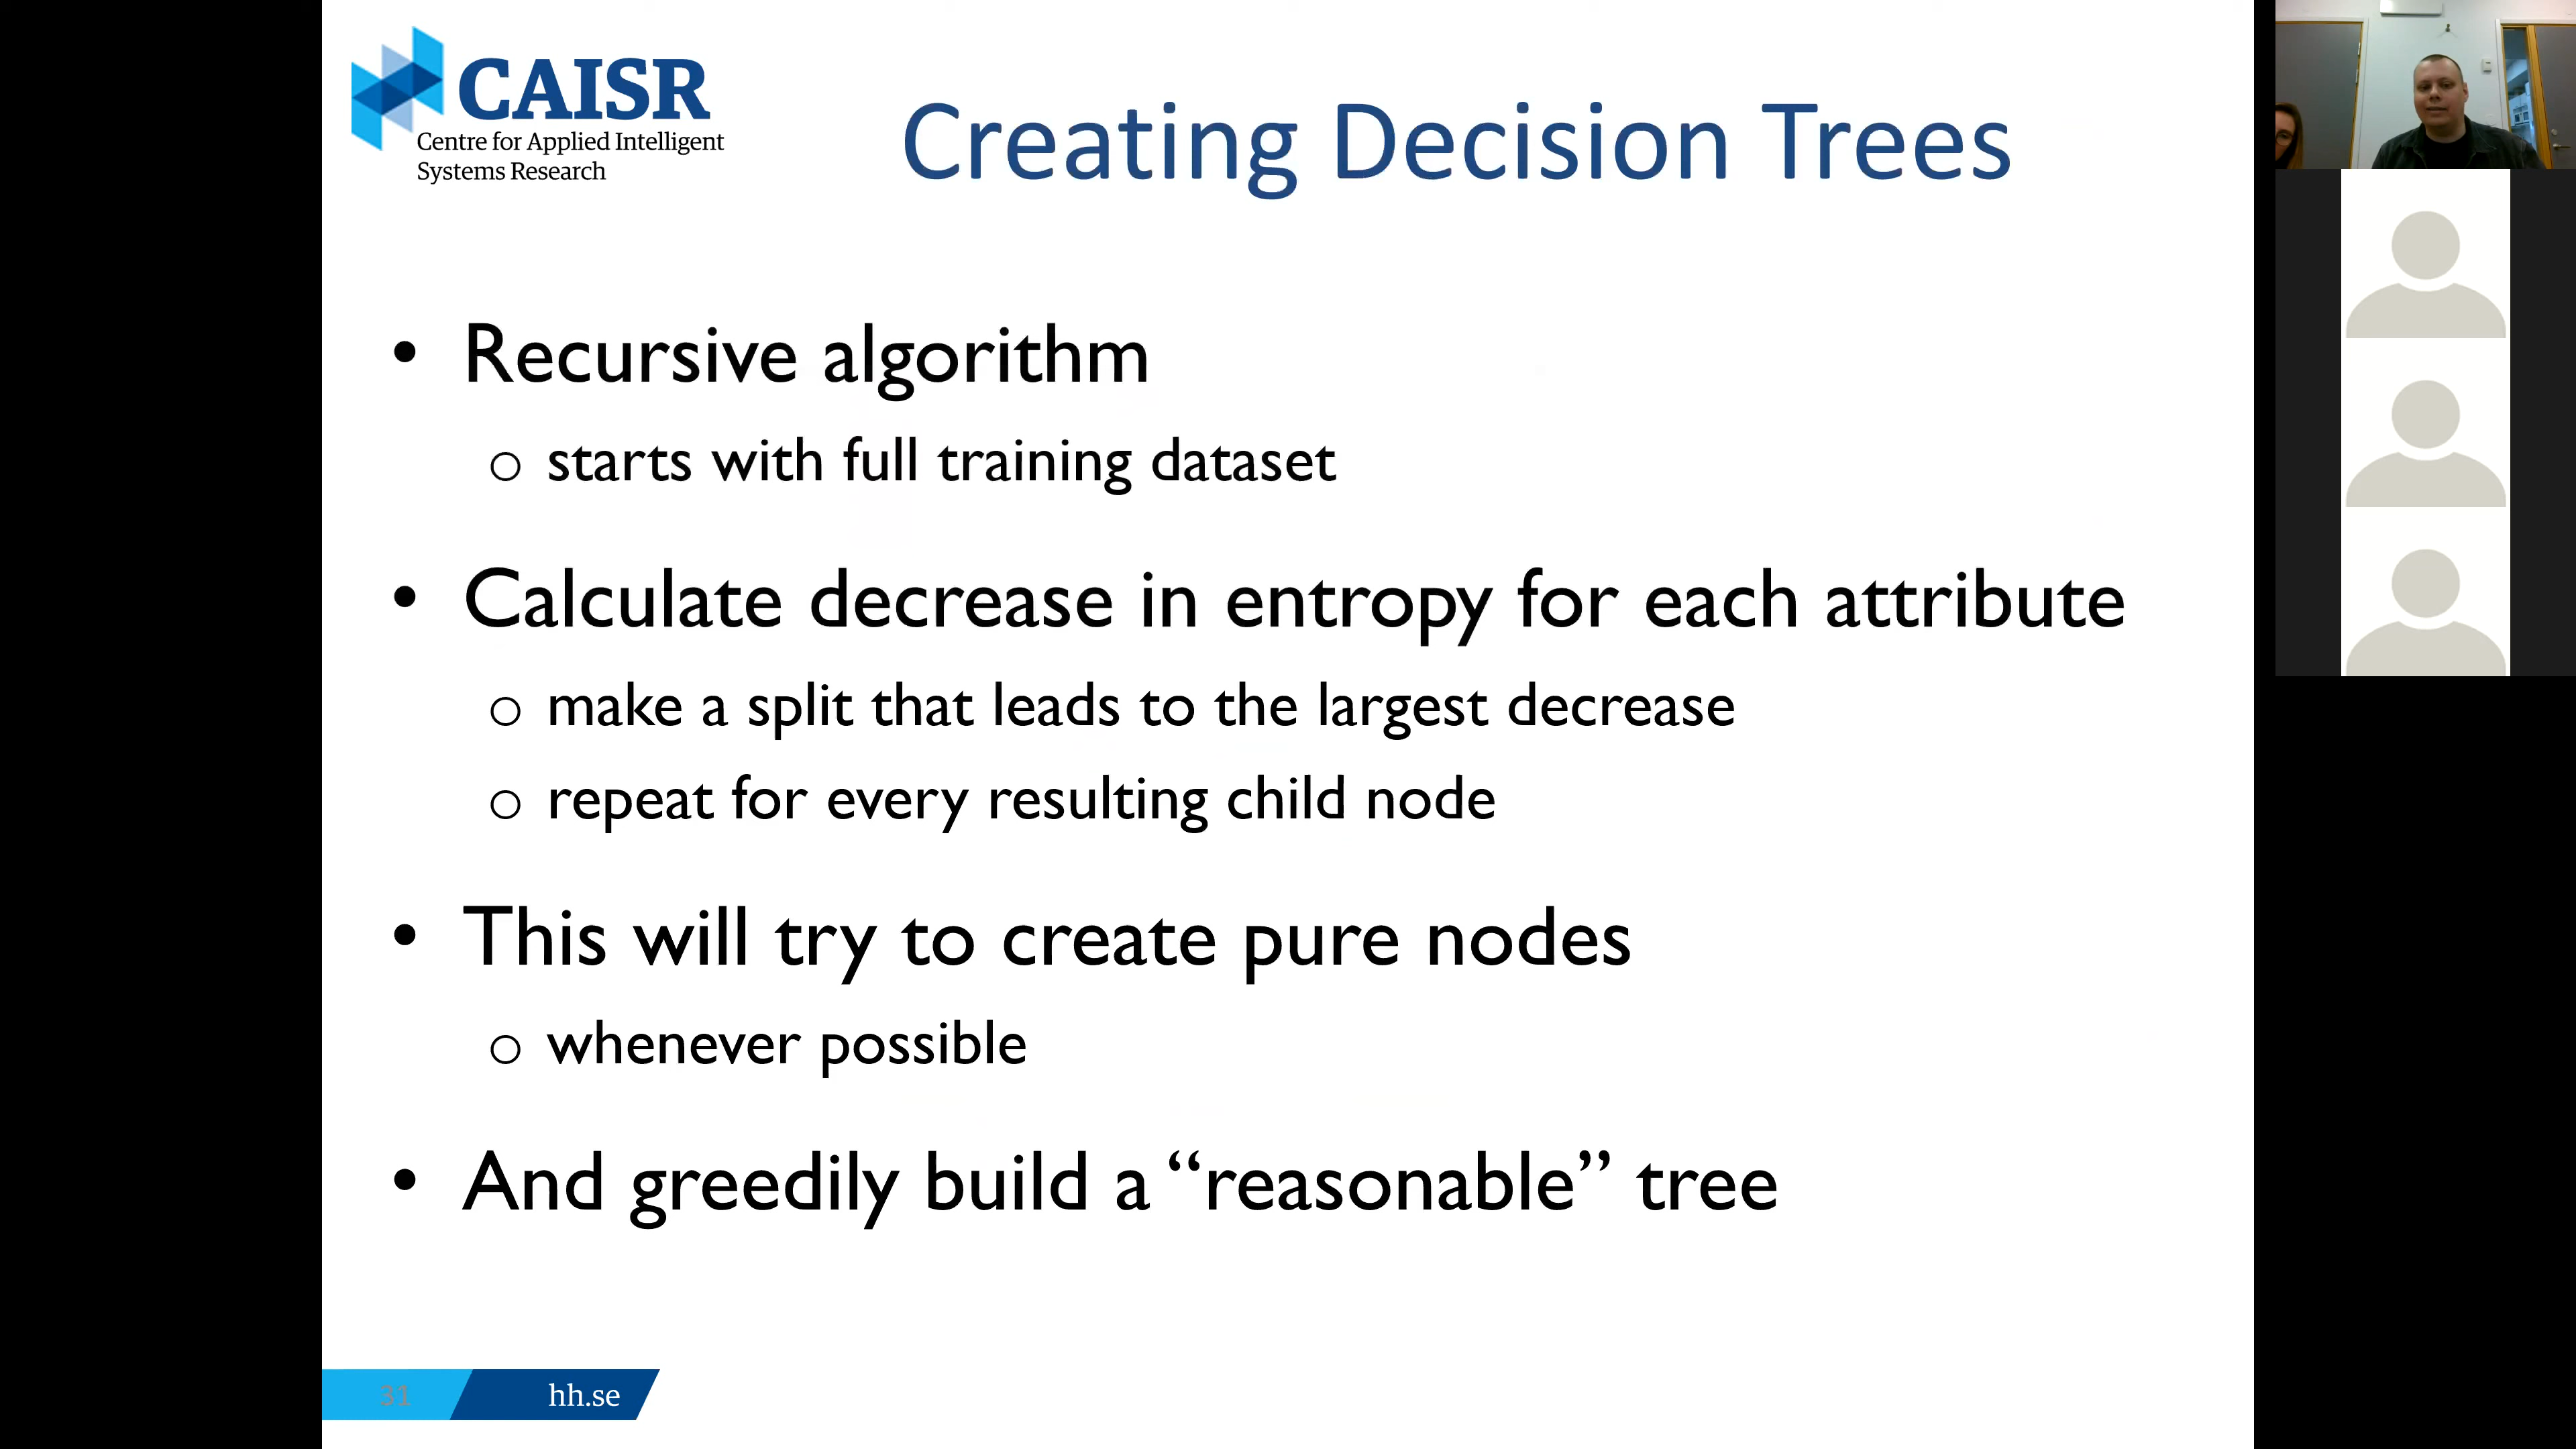 CAISR
Centre for Applied Intelligent
Systems Research
Creating Decision Trees
• Recursive algorithm
o starts with full training dataset
• Calculate decrease in entropy for each attribute
o make a split that leads to the largest decrease
o repeat for every resulting child node
• This will try to create pure nodes
o whenever possible
• And greedily build a “reasonable” tree
31
hh.se